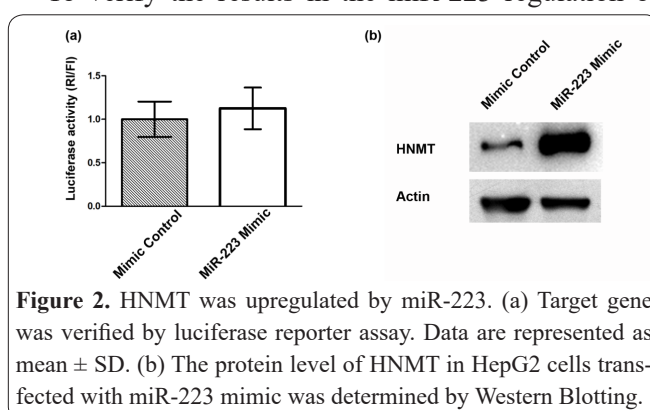 (a)
Luciferase activity (Rl/Fl)
1.5
1.0
0.5
0.0
Mimic Control
MiR-223 Mimic
(b)
Mimic Control
MiR-223 Mimic
HNMT
Actin
Figure 2. HNMT was upregulated by miR-223. (a) Target gene
was verified by luciferase reporter assay. Data are represented as
mean ± SD. (b) The protein level of HNMT in HepG2 cells trans-
fected with miR-223 mimic was determined by Western Blotting.